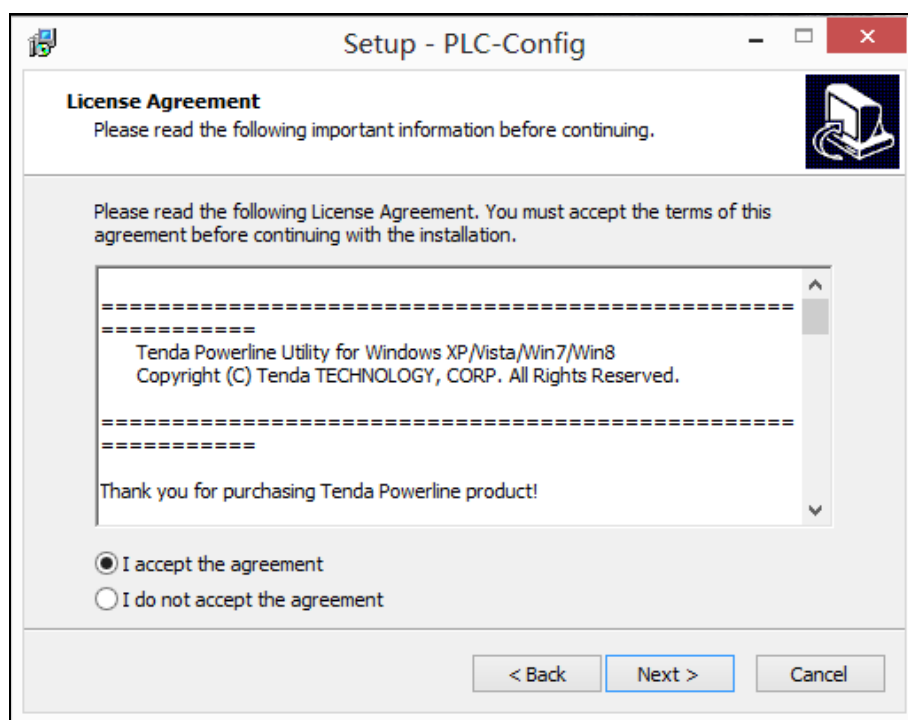 Setup - PLC-Config
License Agreement
Please read the following important information before continuing.
Please read the following License Agreement. You must accept the terms of this
agreement before continuing with the installation.
=================================================
===========
Tenda Powerline Utility for Windows XP/Vista/Win7/Win8
Copyright (C) Tenda TECHNOLOGY, CORP. All Rights Reserved.
=================================================
===========
Thank you for purchasing Tenda Powerline product!
I accept the agreement
I do not accept the agreement
< Back
Next >
Cancel